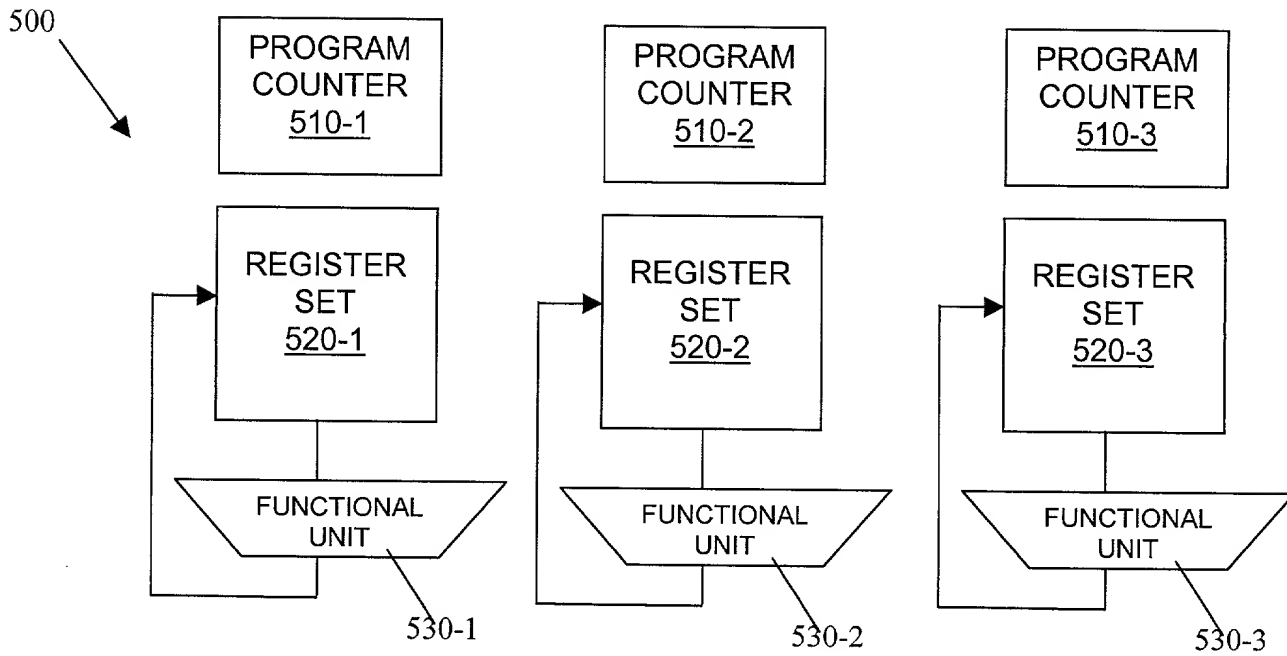 500
PROGRAM
COUNTER
510-1
PROGRAM
COUNTER
510-2
PROGRAM
COUNTER
510-3
REGISTER
SET
520-1
REGISTER
SET
520-2
REGISTER
SET
520-3
FUNCTIONAL
UNIT
FUNCTIONAL
UNIT
FUNCTIONAL
UNIT
530-1
530-2
530-3